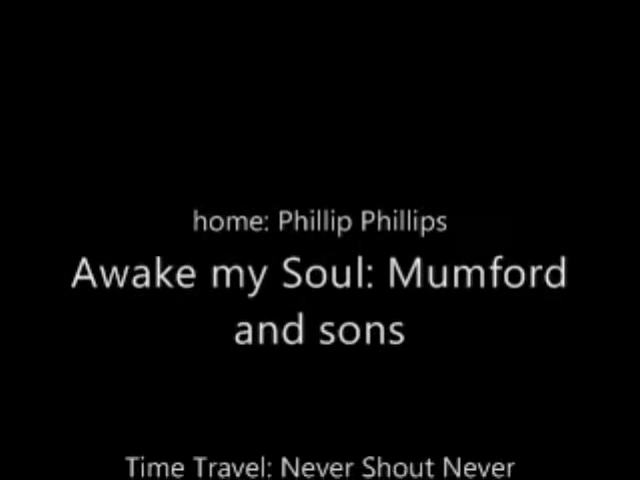 home: Phillip Phillips
Awake my Soul: Mumford
and sons
Time Travel: Never Shout Never